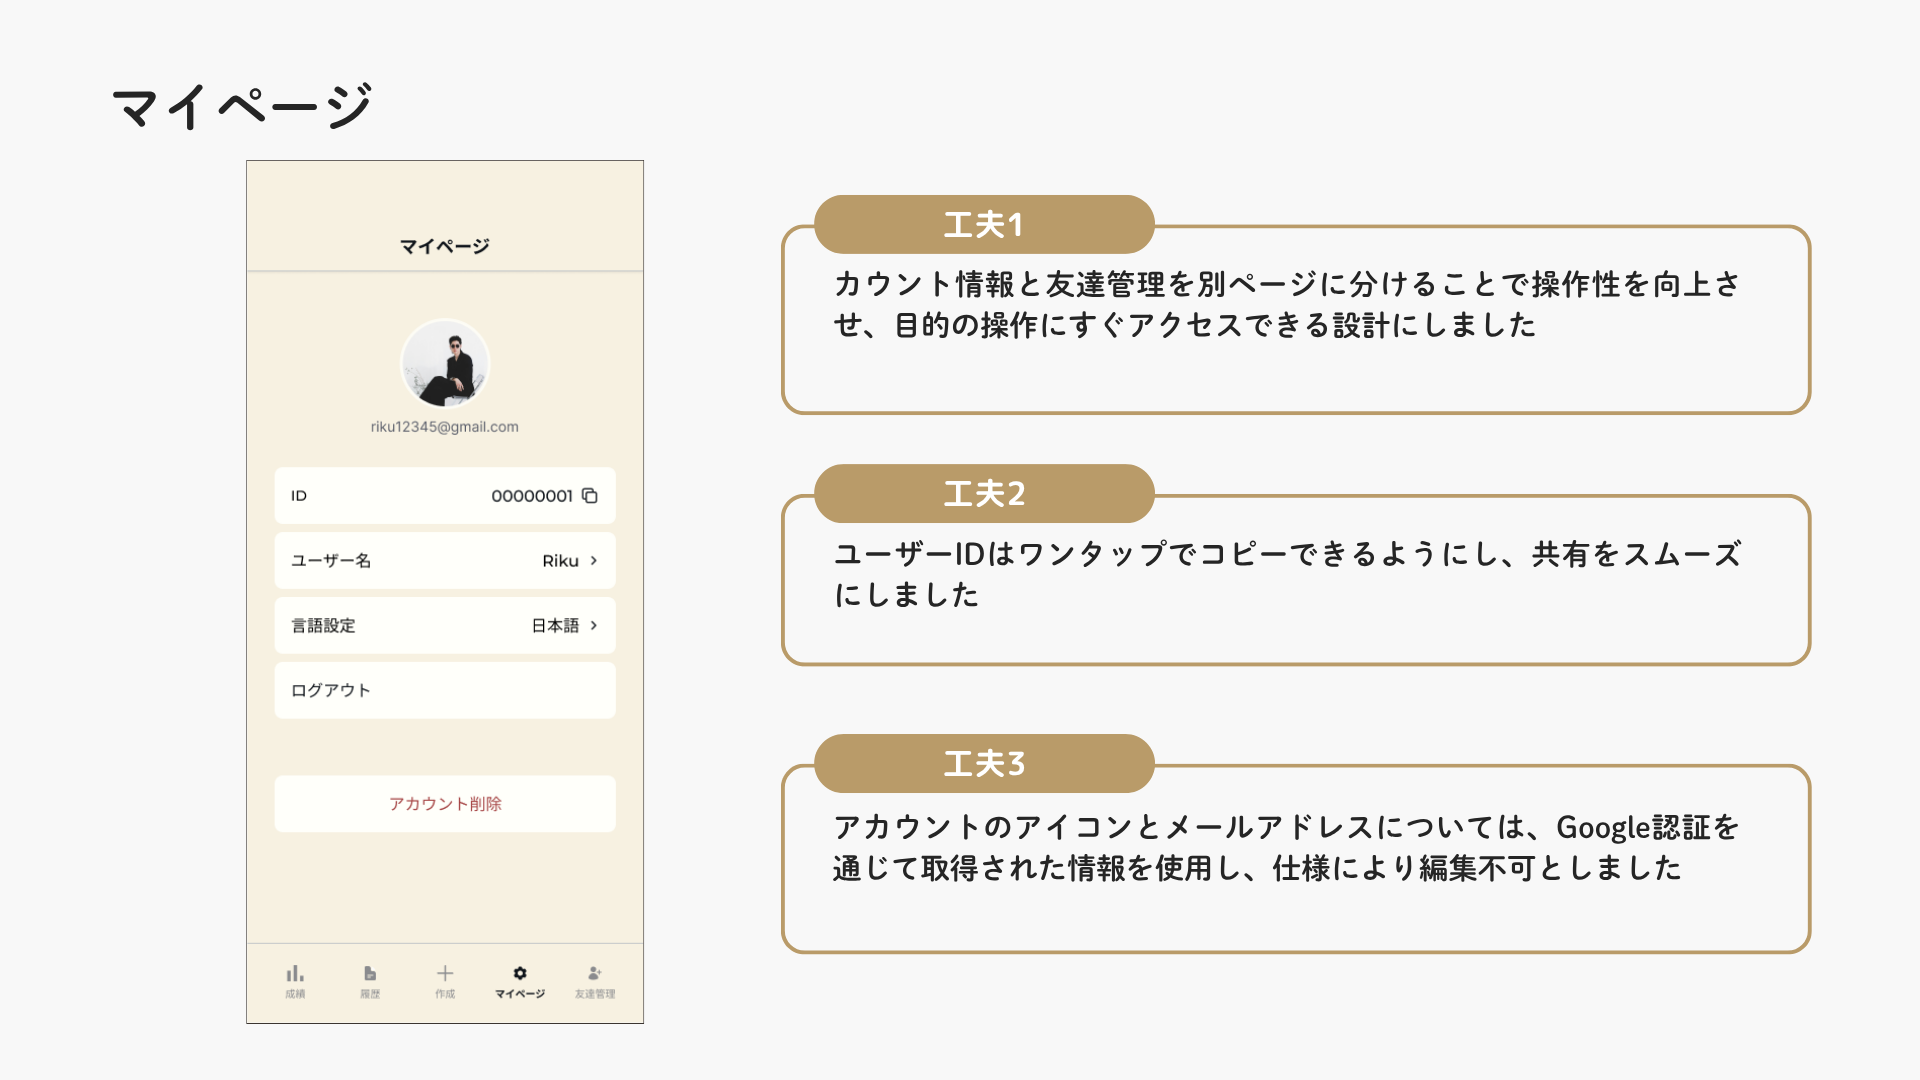 マイページ
マイページ
riku12345@gmail.com
ID 00000001
ユーザー名 Riku
言語設定 日本語
ログアウト
アカウント削除
成績 履歴 作成 マイページ 友達管理
工夫1
カウント情報と友達管理を別ページに分けることで操作性を向上さ
せ、目的の操作にすぐアクセスできる設計にしました
工夫2
ユーザーIDはワンタップでコピーできるようにし、共有をスムーズ
にしました
工夫3
アカウントのアイコンとメールアドレスについては、Google認証を
通じて取得された情報を使用し、仕様により編集不可としました